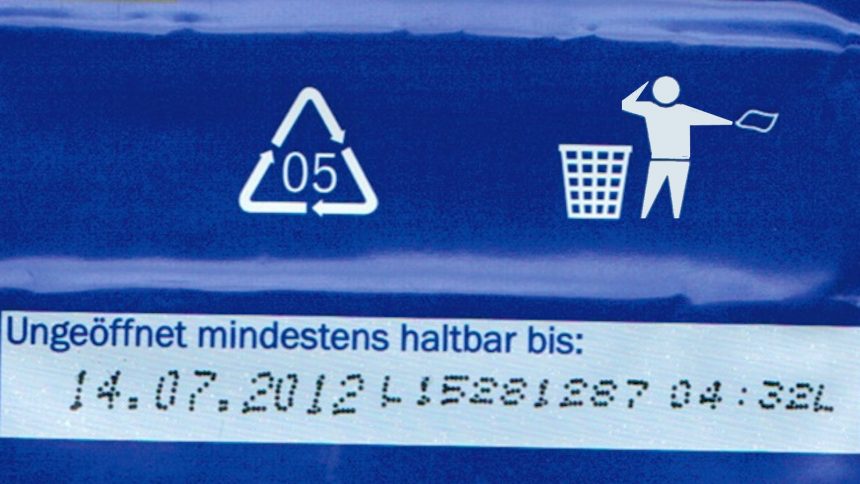 05
Ungeöffnet mindestens haltbar bis:
14.07.2012 L15281287 04:32L